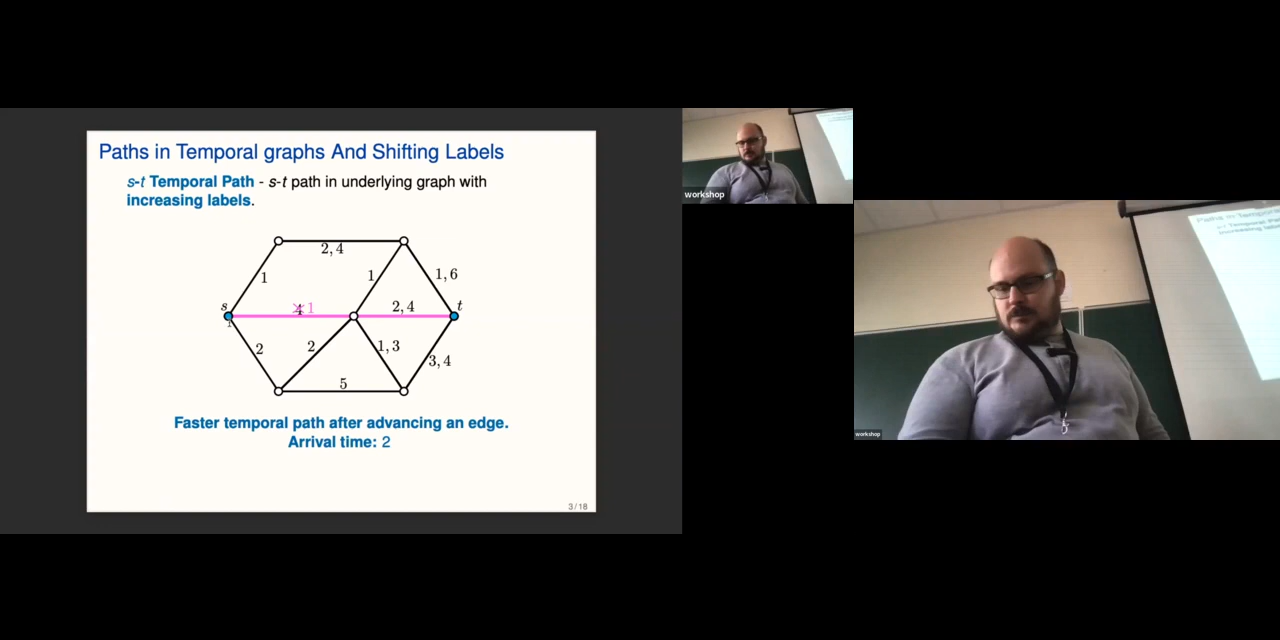 Paths in Temporal graphs And Shifting Labels
s-t Temporal Path - s-t path in underlying graph with
increasing labels.
2, 4
1
1
1, 6
s
4 1
2, 4
t
2
2
1, 3
3, 4
5
Faster temporal path after advancing an edge.
Arrival time: 2
3/18
workshop
workshop